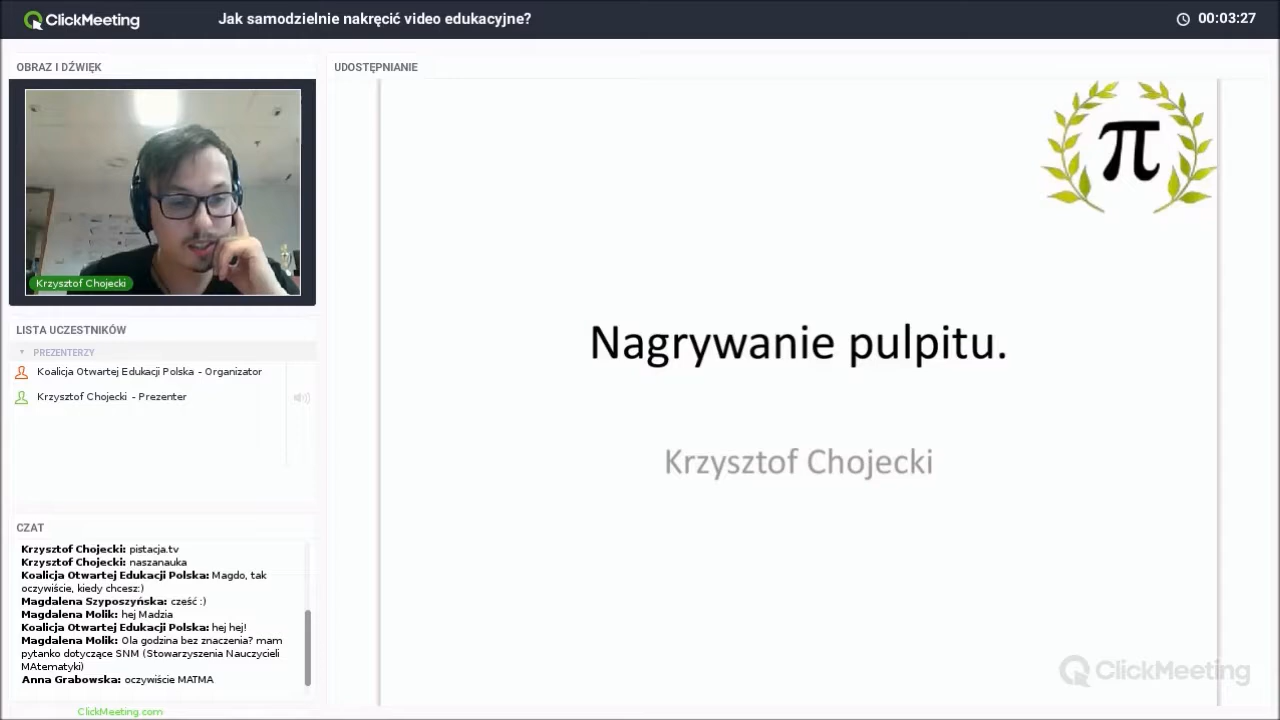 ClickMeeting
Jak samodzielnie nakręcić video edukacyjne?
00:03:27
OBRAZ I DŹWIĘK
Krzysztof Chojecki
LISTA UCZESTNIKÓW
PREZENTERZY
Koalicja Otwartej Edukacji Polska - Organizator
Krzysztof Chojecki - Prezenter
CZAT
Krzysztof Chojecki: pistacja.tv
Krzysztof Chojecki: naszanauka
Koalicja Otwartej Edukacji Polska: Magdo, tak
oczywiście, kiedy chcesz:)
Magdalena Szyposzyńska: cześć :)
Magdalena Molik: hej Madzia
Koalicja Otwartej Edukacji Polska: hej hej!
Magdalena Molik: Ola godzina bez znaczenia? mam
pytanko dotyczące SNM (Stowarzyszenia Nauczycieli
MAtematyki)
Anna Grabowska: oczywiście MATMA
ClickMeeting.com
UDOSTĘPNIANIE
π
Nagrywanie pulpitu.
Krzysztof Chojecki
ClickMeeting